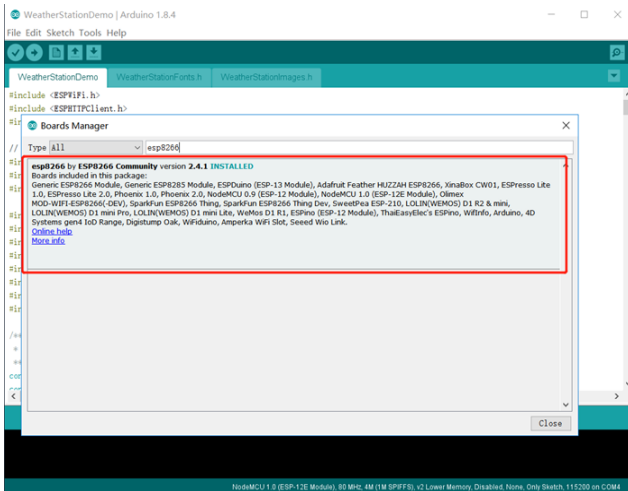 WeatherStationDemo | Arduino 1.8.4
File Edit Sketch Tools Help
WeatherStationDemo WeatherStationFonts.h WeatherStationImages.h
#include <ESPWiFi.h>
#include <ESPHTTPClient.h>
Boards Manager
Type All esp8266
esp8266 by ESP8266 Community version 2.4.1 INSTALLED
Boards included in this package:
Generic ESP8266 Module, Generic ESP8285 Module, ESPDuino (ESP-13 Module), Adafruit Feather HUZZAH ESP8266, XinaBox CW01, ESPresso Lite
1.0, ESPresso Lite 2.0, Phoenix 1.0, Phoenix 2.0, NodeMCU 0.9 (ESP-12 Module), NodeMCU 1.0 (ESP-12E Module), Olimex
MOD-WIFI-ESP8266(-DEV), SparkFun ESP8266 Thing, SparkFun ESP8266 Thing Dev, SweetPea ESP-210, LOLIN(WEMOS) D1 R2 & mini,
LOLIN(WEMOS) D1 mini Pro, LOLIN(WEMOS) D1 mini Lite, WeMos D1 R1, ESPino (ESP-12 Module), ThaiEasyElec's ESPino, WifInfo, Arduino, 4D
Systems gen4 IoD Range, Digistump Oak, WiFiduino, Amperka WiFi Slot, Seeed Wio Link.
Online help
More info
Close
NodeMCU 1.0 (ESP-12E Module), 80 MHz, 4M (1M SPIFFS), v2 Lower Memory, Disabled, None, Only Sketch, 115200 on COM4